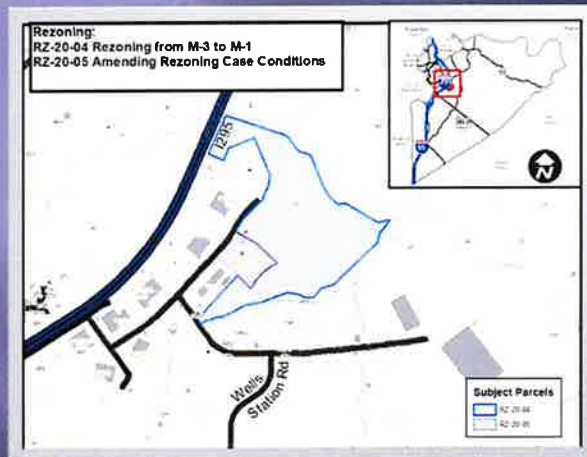 Rezoning:
RZ-20-04 Rezoning from M-3 to M-1
RZ-20-05 Amending Rezoning Case Conditions
I295
N
Wells
Station Rd
Subject Parcels
RZ-20-04
RZ-20-05